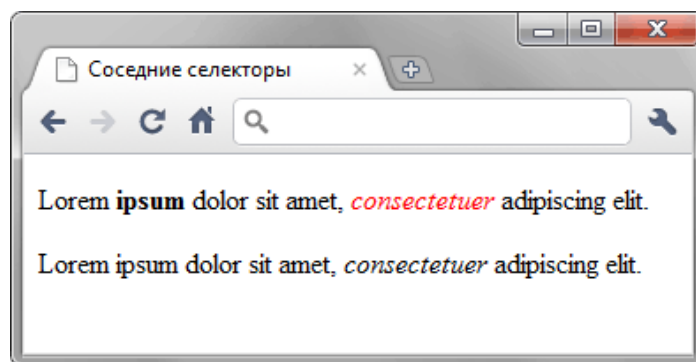 Соседние селекторы
Lorem ipsum dolor sit amet, consectetuer adipiscing elit.
Lorem ipsum dolor sit amet, consectetuer adipiscing elit.